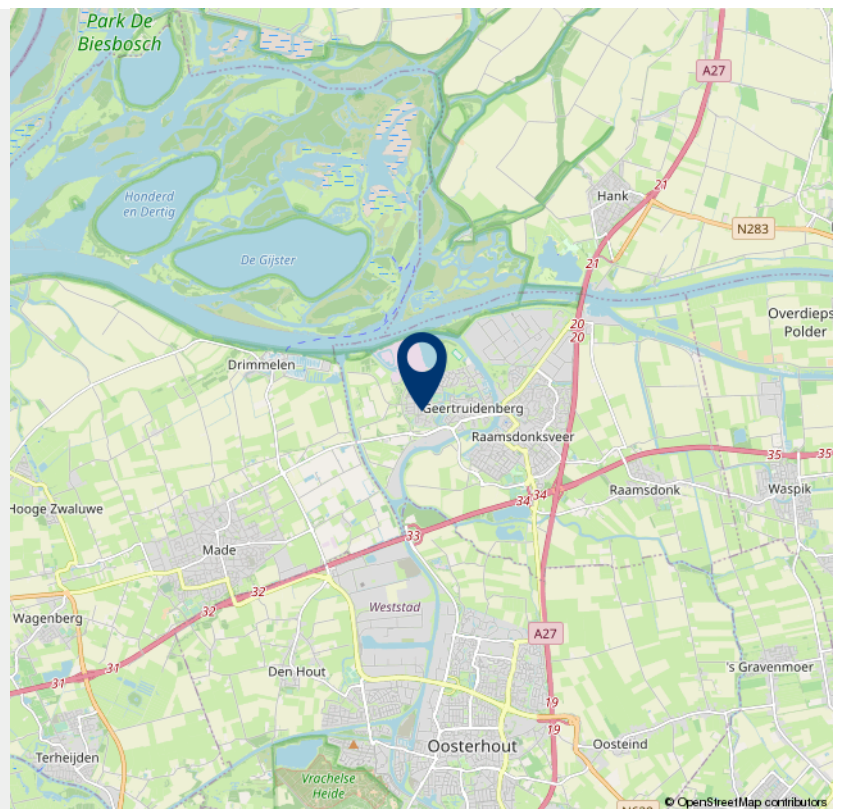 Park De
Biesbosch
A27
Honderd
en Dertig
21
Hank
N283
De Gijster
21
20
20
Overdieps
Polder
Drimmelen
Geertruidenberg
Raamsdonksveer
35
35
34
34
Raamsdonk
Waspik
Hooge Zwaluwe
33
Made
32
32
Weststad
Wagenberg
A27
31
31
Den Hout
's Gravenmoer
19
19
Terheijden
Oosterhout
Oosteind
Vrachelse
Heide
© OpenStreetMap contributors